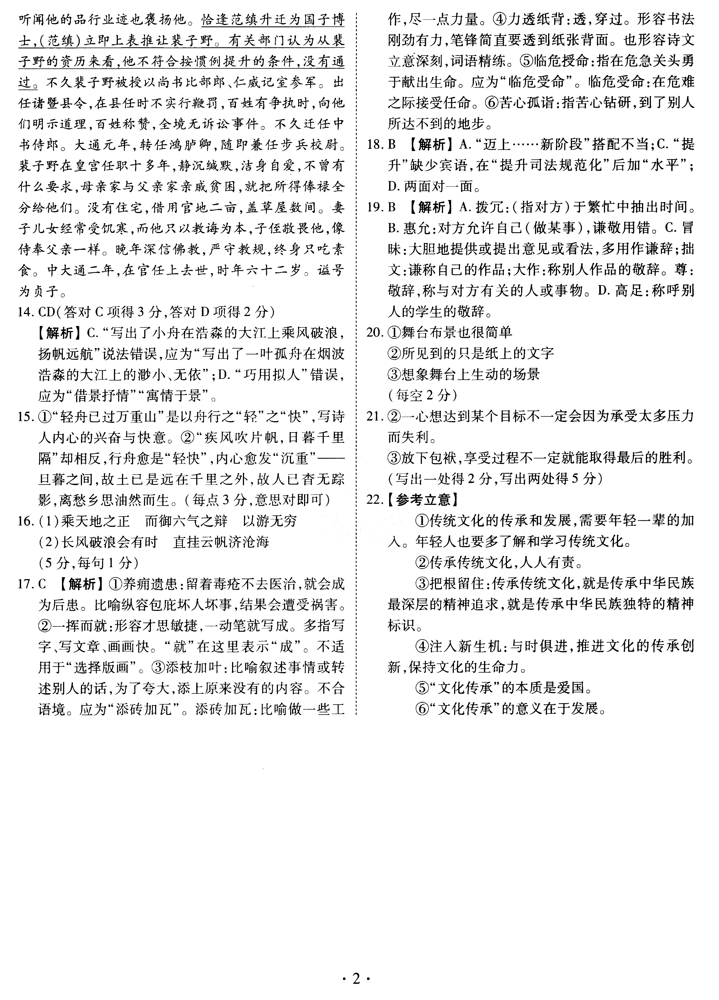 听闻他的品行业迹也褒扬他。恰逢范缜升迁为国子博
士,(范缜)立即上表推让裴子野。有关部门认为从裴
子野的资历来看,他不符合按惯例提升的条件,没有通
过。不久裴子野被授以尚书比部郎、仁威记室参军。出
任诸暨县令,在县任时不实行鞭罚,百姓有争执时,向他
们明示道理,百姓称赞,全境无诉讼事件。不久迁任中
书侍郎。大通元年,转任鸿胪卿,随即兼任步兵校尉。
裴子野在皇宫任职十多年,静沉缄默,洁身自爱,不曾有
什么要求,母亲家与父亲家亲戚贫困,就把所得俸禄全
分给他们。没有住宅,借用官地二亩,盖草屋数间。妻
子儿女经常受饥寒,而他只以教诲为本,子侄敬畏他,像
侍奉父亲一样。晚年深信佛教,严守教规,终身只吃素
食。中大通二年,在官任上去世,时年六十二岁。谥号
为贞子。
14. CD(答对 C 项得 3 分,答对 D 项得 2 分)
【解析】C.“写出了小舟在浩淼的大江上乘风破浪,
扬帆远航”说法错误,应为“写出了一叶孤舟在烟波
浩淼的大江上的渺小、无依”;D.“巧用拟人”错误,
应为“借景抒情”“寓情于景”。
15. ①“轻舟已过万重山”是以舟行之“轻”之“快”,写诗
人内心的兴奋与快意。②“疾风吹片帆,日暮千里
隔”却相反,行舟愈是“轻快”,内心愈发“沉重”——
旦暮之间,故土已是远在千里之外,故人已杳无踪
影,离愁乡思油然而生。(每点 3 分,意思对即可)
16. (1)乘天地之正　而御六气之辩　以游无穷
(2)长风破浪会有时　直挂云帆济沧海
(5 分,每句 1 分)
17. C 【解析】①养痈遗患:留着毒疮不去医治,就会成
为后患。比喻纵容包庇坏人坏事,结果会遭受祸害。
②一挥而就:形容才思敏捷,一动笔就写成。多指写
字、写文章、画画快。“就”在这里表示“成”。不适
用于“选择版画”。③添枝加叶:比喻叙述事情或转
述别人的话,为了夸大,添上原来没有的内容。不合
语境。应为“添砖加瓦”。添砖加瓦:比喻做一些工
作,尽一点力量。④力透纸背:透,穿过。形容书法
刚劲有力,笔锋简直要透到纸张背面。也形容诗文
立意深刻,词语精练。⑤临危授命:指在危急关头勇
于献出生命。应为“临危受命”。临危受命:在危难
之际接受任命。⑥苦心孤诣:指苦心钻研,到了别人
所达不到的地步。
18. B 【解析】A.“迈上……新阶段”搭配不当;C.“提
升”缺少宾语,在“提升司法规范化”后加“水平”;
D. 两面对一面。
19. B 【解析】A. 拨冗:(指对方)于繁忙中抽出时间。
B. 惠允:对方允许自己(做某事),谦敬用错。C. 冒
昧:大胆地提供或提出意见或看法,多用作谦辞;拙
文:谦称自己的作品;大作:称别人作品的敬辞。尊:
敬辞,称与对方有关的人或事物。D. 高足:称呼别
人的学生的敬辞。
20. ①舞台布景也很简单
②所见到的只是纸上的文字
③想象舞台上生动的场景
(每空 2 分)
21. ②一心想达到某个目标不一定会因为承受太多压力
而失利。
③放下包袱,享受过程不一定就能取得最后的胜利。
(写出一处得 2 分,写出两处得 5 分)
22.【参考立意】
①传统文化的传承和发展,需要年轻一辈的加
入。年轻人也要多了解和学习传统文化。
②传承传统文化,人人有责。
③把根留住:传承传统文化,就是传承中华民族
最深层的精神追求,就是传承中华民族独特的精神
标识。
④注入新生机:与时俱进,推进文化的传承创
新,保持文化的生命力。
⑤“文化传承”的本质是爱国。
⑥“文化传承”的意义在于发展。
· 2 ·